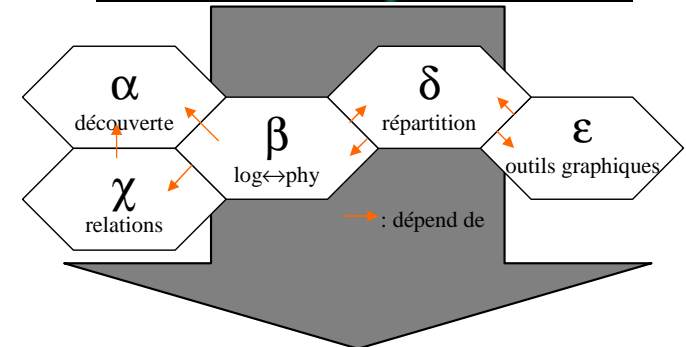 α
découverte
β
log↔phy
δ
répartition
ε
outils graphiques
χ
relations
: dépend de